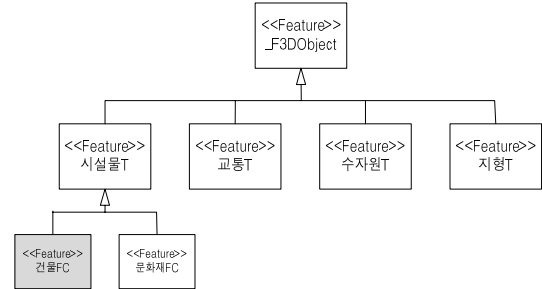 <<Feature>>
_F3DObject
<<Feature>>
시설물T
<<Feature>>
교통T
<<Feature>>
수자원T
<<Feature>>
지형T
<<Feature>>
건물FC
<<Feature>>
문화재FC